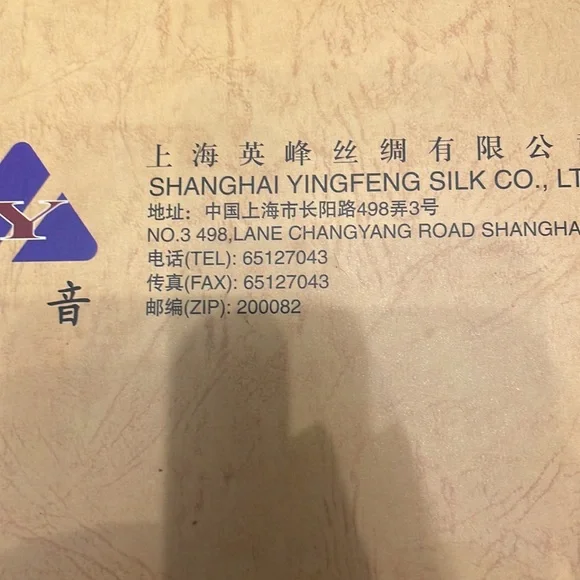 上海英峰丝绸有限公
SHANGHAI YINGFENG SILK CO., LT
地址：中国上海市长阳路498弄3号
NO.3 498,LANE CHANGYANG ROAD SHANGHA
电话(TEL): 65127043
传真(FAX): 65127043
邮编(ZIP): 200082
Y
音